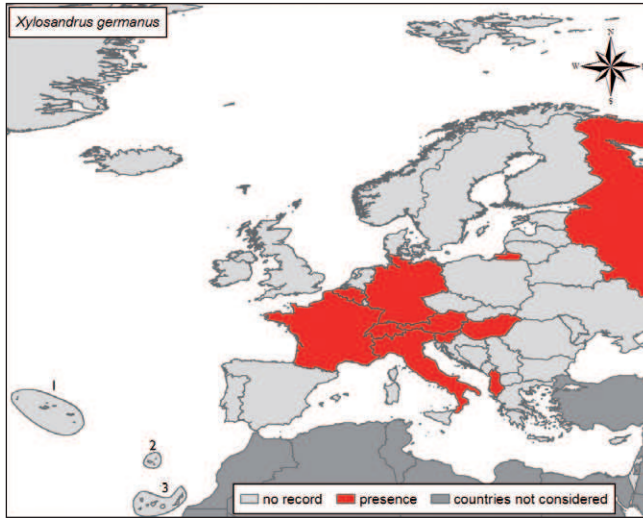 Xylosandrus germanus
N
W
S
1
2
3
no record presence countries not considered